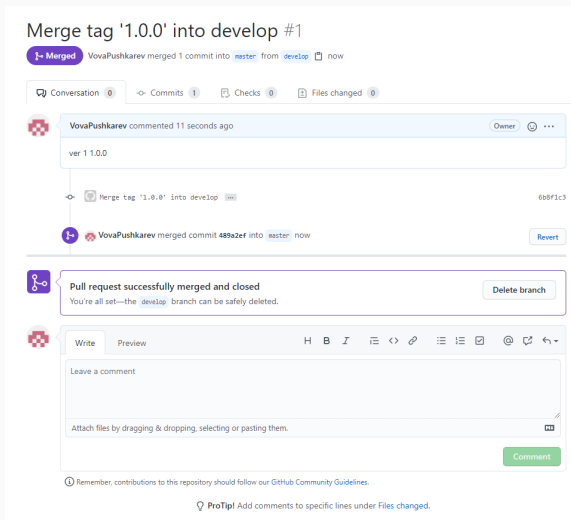 Merge tag '1.0.0' into develop #1
Merged VovaPushkarev merged 1 commit into master from develop now
Conversation 0 Commits 1 Checks 0 Files changed 0
VovaPushkarev commented 11 seconds ago Owner
ver 1 1.0.0
Merge tag '1.0.0' into develop 6b8f1c3
VovaPushkarev merged commit 489a2ef into master now Revert
Pull request successfully merged and closed
You're all set—the develop branch can be safely deleted.
Delete branch
Write Preview
Leave a comment
Attach files by dragging & dropping, selecting or pasting them.
Comment
Remember, contributions to this repository should follow our GitHub Community Guidelines.
ProTip! Add comments to specific lines under Files changed.